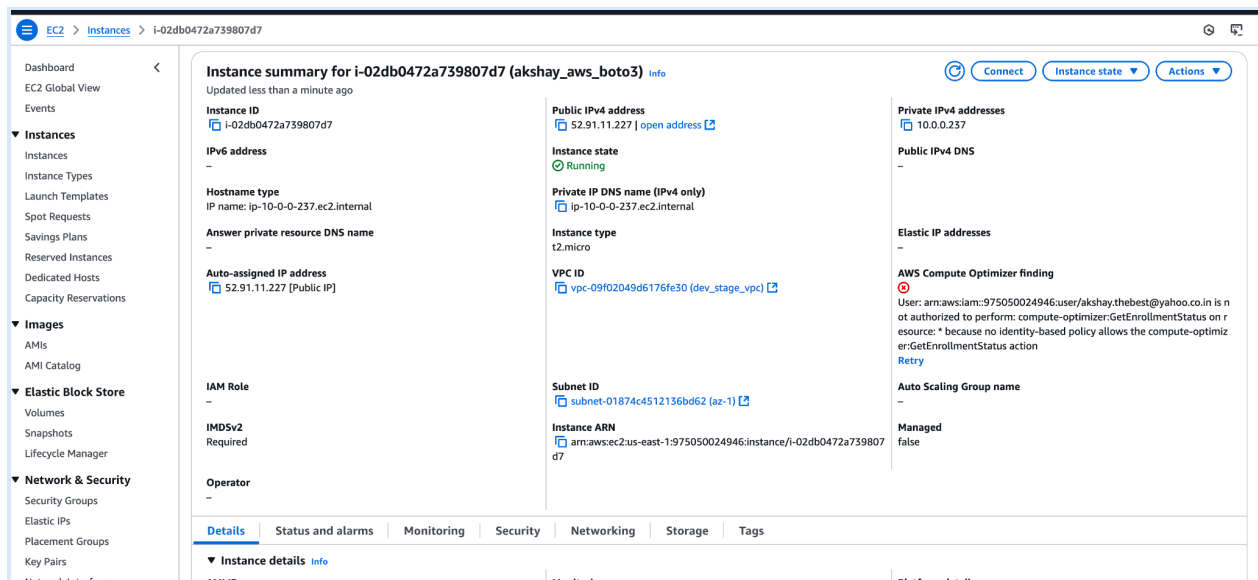 EC2 > Instances > i-02db0472a739807d7
Dashboard
EC2 Global View
Events
Instances
Instances
Instance Types
Launch Templates
Spot Requests
Savings Plans
Reserved Instances
Dedicated Hosts
Capacity Reservations
Images
AMIs
AMI Catalog
Elastic Block Store
Volumes
Snapshots
Lifecycle Manager
Network & Security
Security Groups
Elastic IPs
Placement Groups
Key Pairs
Instance summary for i-02db0472a739807d7 (akshay_aws_boto3) Info
Connect
Instance state
Actions
Updated less than a minute ago
Instance ID
i-02db0472a739807d7
Public IPv4 address
52.91.11.227 | open address
Private IPv4 addresses
10.0.0.237
IPv6 address
–
Instance state
Running
Public IPv4 DNS
–
Hostname type
IP name: ip-10-0-0-237.ec2.internal
Private IP DNS name (IPv4 only)
ip-10-0-0-237.ec2.internal
Answer private resource DNS name
–
Instance type
t2.micro
Elastic IP addresses
–
Auto-assigned IP address
52.91.11.227 [Public IP]
VPC ID
vpc-09f02049d6176fe30 (dev_stage_vpc)
AWS Compute Optimizer finding
User: arn:aws:iam::975050024946:user/akshay.thebest@yahoo.co.in is n
ot authorized to perform: compute-optimizer:GetEnrollmentStatus on r
esource: * because no identity-based policy allows the compute-optimiz
er:GetEnrollmentStatus action
Retry
IAM Role
–
Subnet ID
subnet-01874c4512136bd62 (az-1)
Auto Scaling Group name
–
IMDSv2
Required
Instance ARN
arn:aws:ec2:us-east-1:975050024946:instance/i-02db0472a739807
d7
Managed
false
Operator
–
Details
Status and alarms
Monitoring
Security
Networking
Storage
Tags
Instance details Info